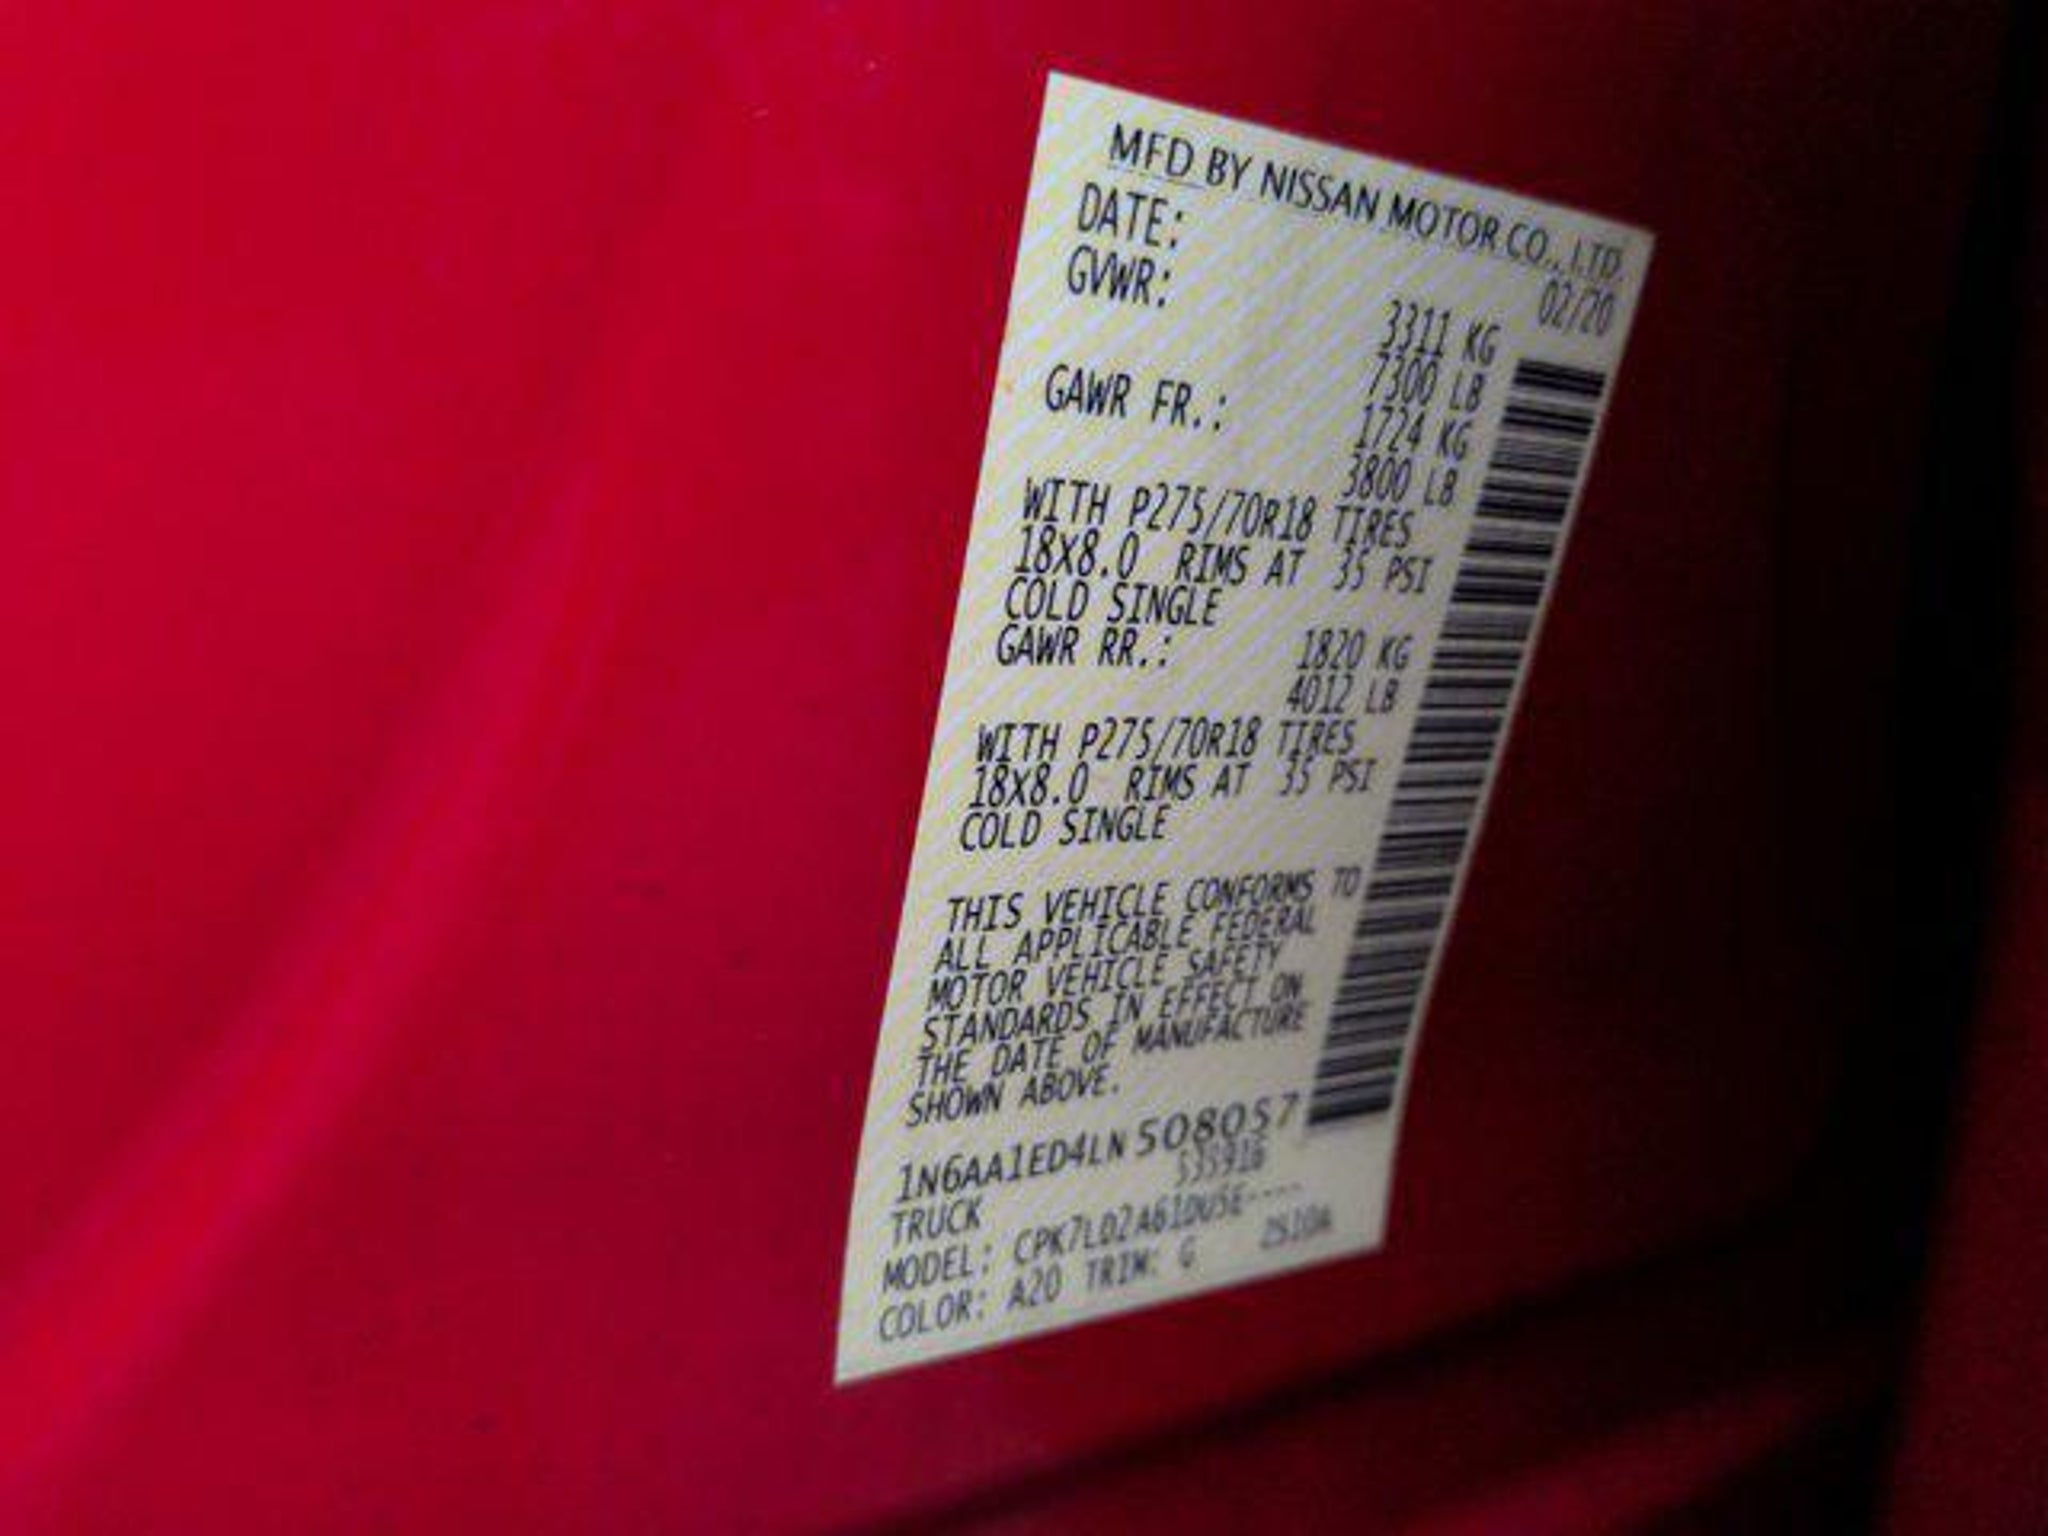 MFD BY NISSAN MOTOR CO., LTD.
DATE: 02/20
GVWR: 3311 KG
7300 LB
GAWR FR.: 1724 KG
3800 LB
WITH P275/70R18 TIRES
18X8.0 RIMS AT 35 PSI
COLD SINGLE
GAWR RR.: 1820 KG
4012 LB
WITH P275/70R18 TIRES
18X8.0 RIMS AT 35 PSI
COLD SINGLE
THIS VEHICLE CONFORMS TO
ALL APPLICABLE FEDERAL
MOTOR VEHICLE SAFETY
STANDARDS IN EFFECT ON
THE DATE OF MANUFACTURE
SHOWN ABOVE.
1N6AA1ED4LN508057
TRUCK 535916
MODEL: CPK7LD2A61DUSE----
COLOR: A20 TRIM: G